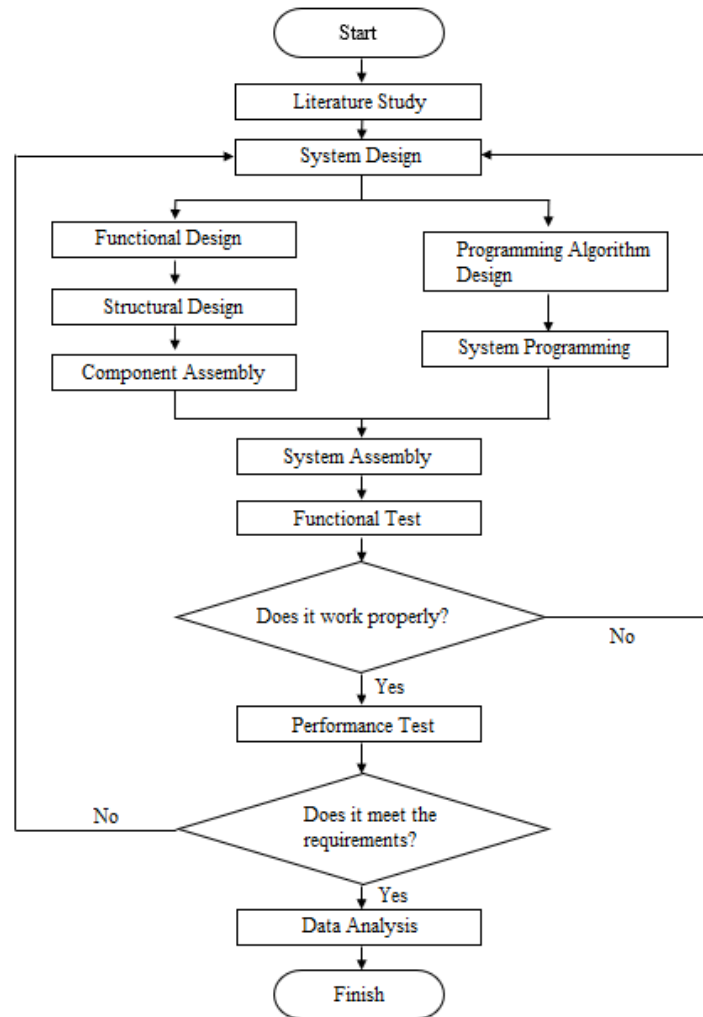 Start
Literature Study
System Design
Functional Design
Programming Algorithm
Design
Structural Design
System Programming
Component Assembly
System Assembly
Functional Test
Does it work properly?
No
Yes
Performance Test
Does it meet the
requirements?
No
Yes
Data Analysis
Finish